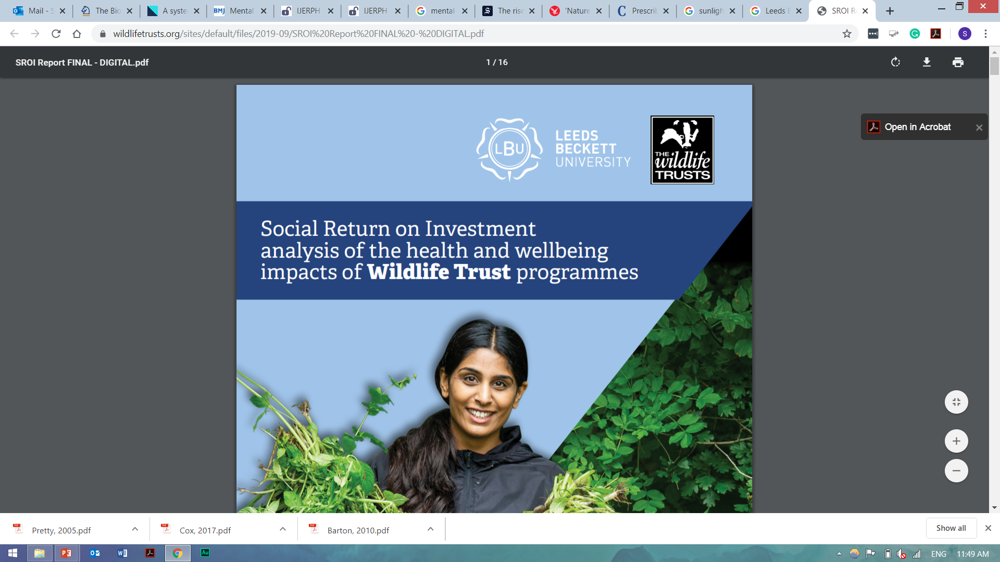 Mail - S
The Bio
A syste
BMJ Mental
IJERPH
IJERPH
mental
The rise
'Nature
Prescrib
sunligh
Leeds B
SROI Re
wildlifetrusts.org/sites/default/files/2019-09/SROI%20Report%20FINAL%20-%20DIGITAL.pdf
S
SROI Report FINAL - DIGITAL.pdf
1 / 16
Open in Acrobat
LBU
LEEDS
BECKETT
UNIVERSITY
THE
wildlife
TRUSTS
Social Return on Investment
analysis of the health and wellbeing
impacts of Wildlife Trust programmes
Pretty, 2005.pdf
Cox, 2017.pdf
Barton, 2010.pdf
Show all
ENG
11:49 AM